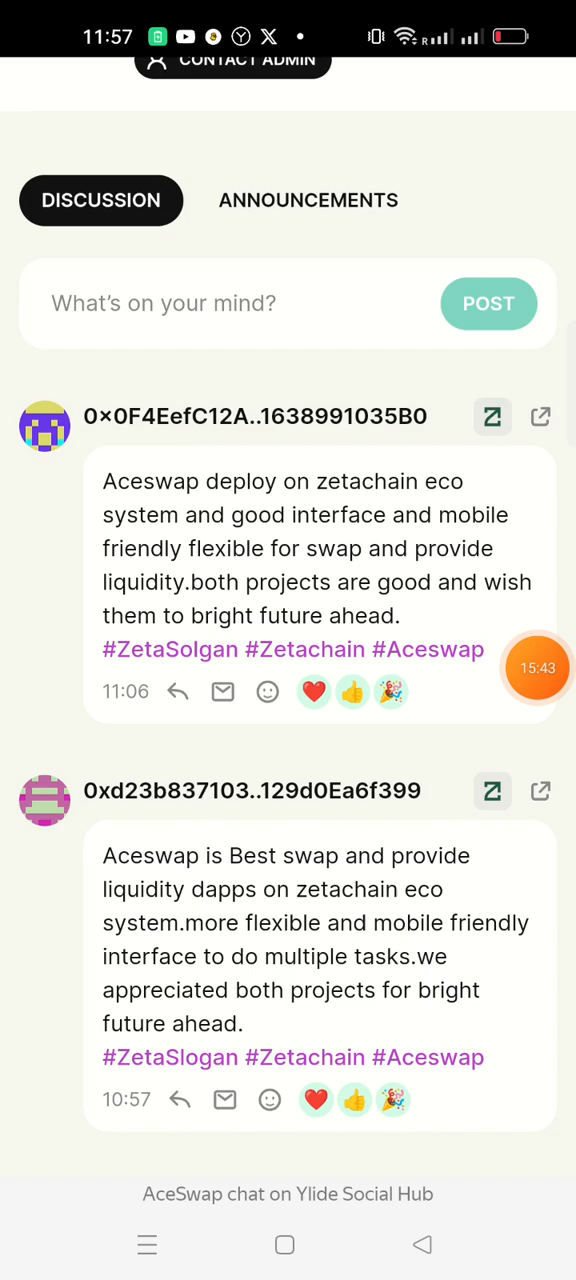 11:57
CONTACT ADMIN
DISCUSSION ANNOUNCEMENTS
What's on your mind? POST
0×0F4EefC12A..1638991035B0
Aceswap deploy on zetachain eco
system and good interface and mobile
friendly flexible for swap and provide
liquidity.both projects are good and wish
them to bright future ahead.
#ZetaSolgan #Zetachain #Aceswap
15:43
11:06
0xd23b837103..129d0Ea6f399
Aceswap is Best swap and provide
liquidity dapps on zetachain eco
system.more flexible and mobile friendly
interface to do multiple tasks.we
appreciated both projects for bright
future ahead.
#ZetaSlogan #Zetachain #Aceswap
10:57
AceSwap chat on Ylide Social Hub